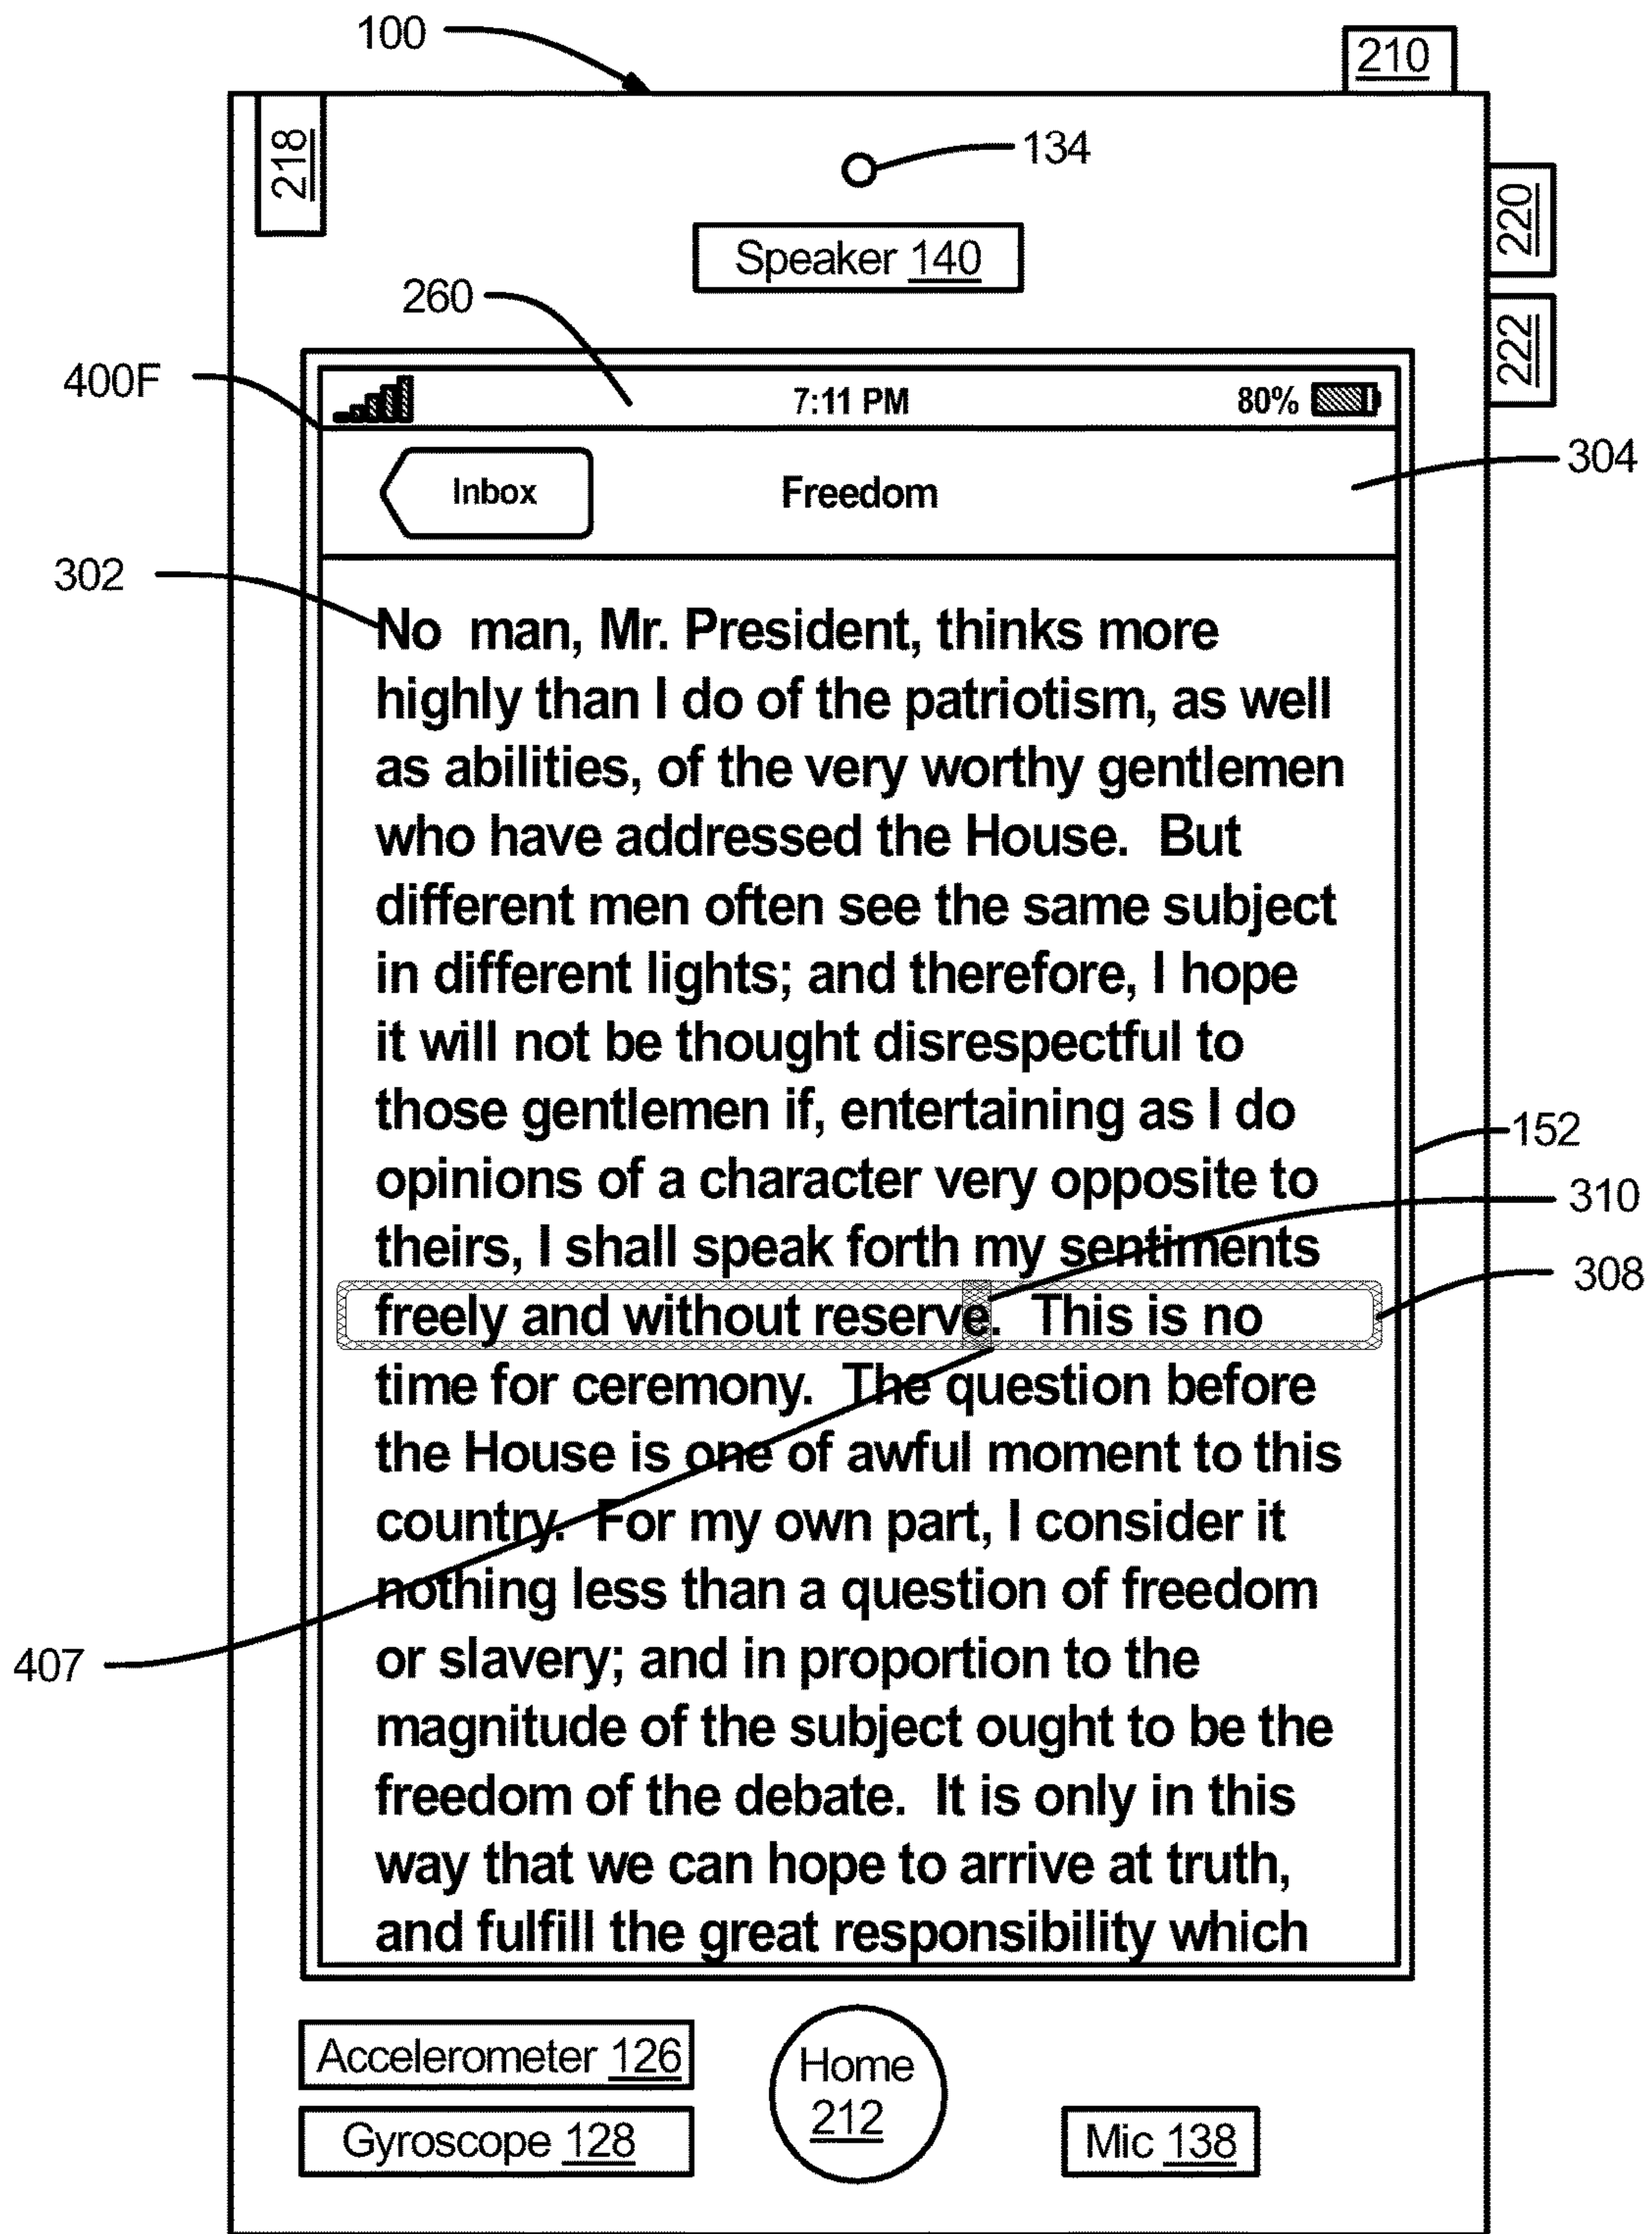 100
210
218
134
220
Speaker 140
260
222
400F
7:11 PM 80%
304
Inbox Freedom
302
No man, Mr. President, thinks more
highly than I do of the patriotism, as well
as abilities, of the very worthy gentlemen
who have addressed the House. But
different men often see the same subject
in different lights; and therefore, I hope
it will not be thought disrespectful to
those gentlemen if, entertaining as I do
152
opinions of a character very opposite to
310
theirs, I shall speak forth my sentiments
308
freely and without reserve. This is no
time for ceremony. The question before
the House is one of awful moment to this
country. For my own part, I consider it
nothing less than a question of freedom
407
or slavery; and in proportion to the
magnitude of the subject ought to be the
freedom of the debate. It is only in this
way that we can hope to arrive at truth,
and fulfill the great responsibility which
Accelerometer 126
Home
212
Gyroscope 128
Mic 138